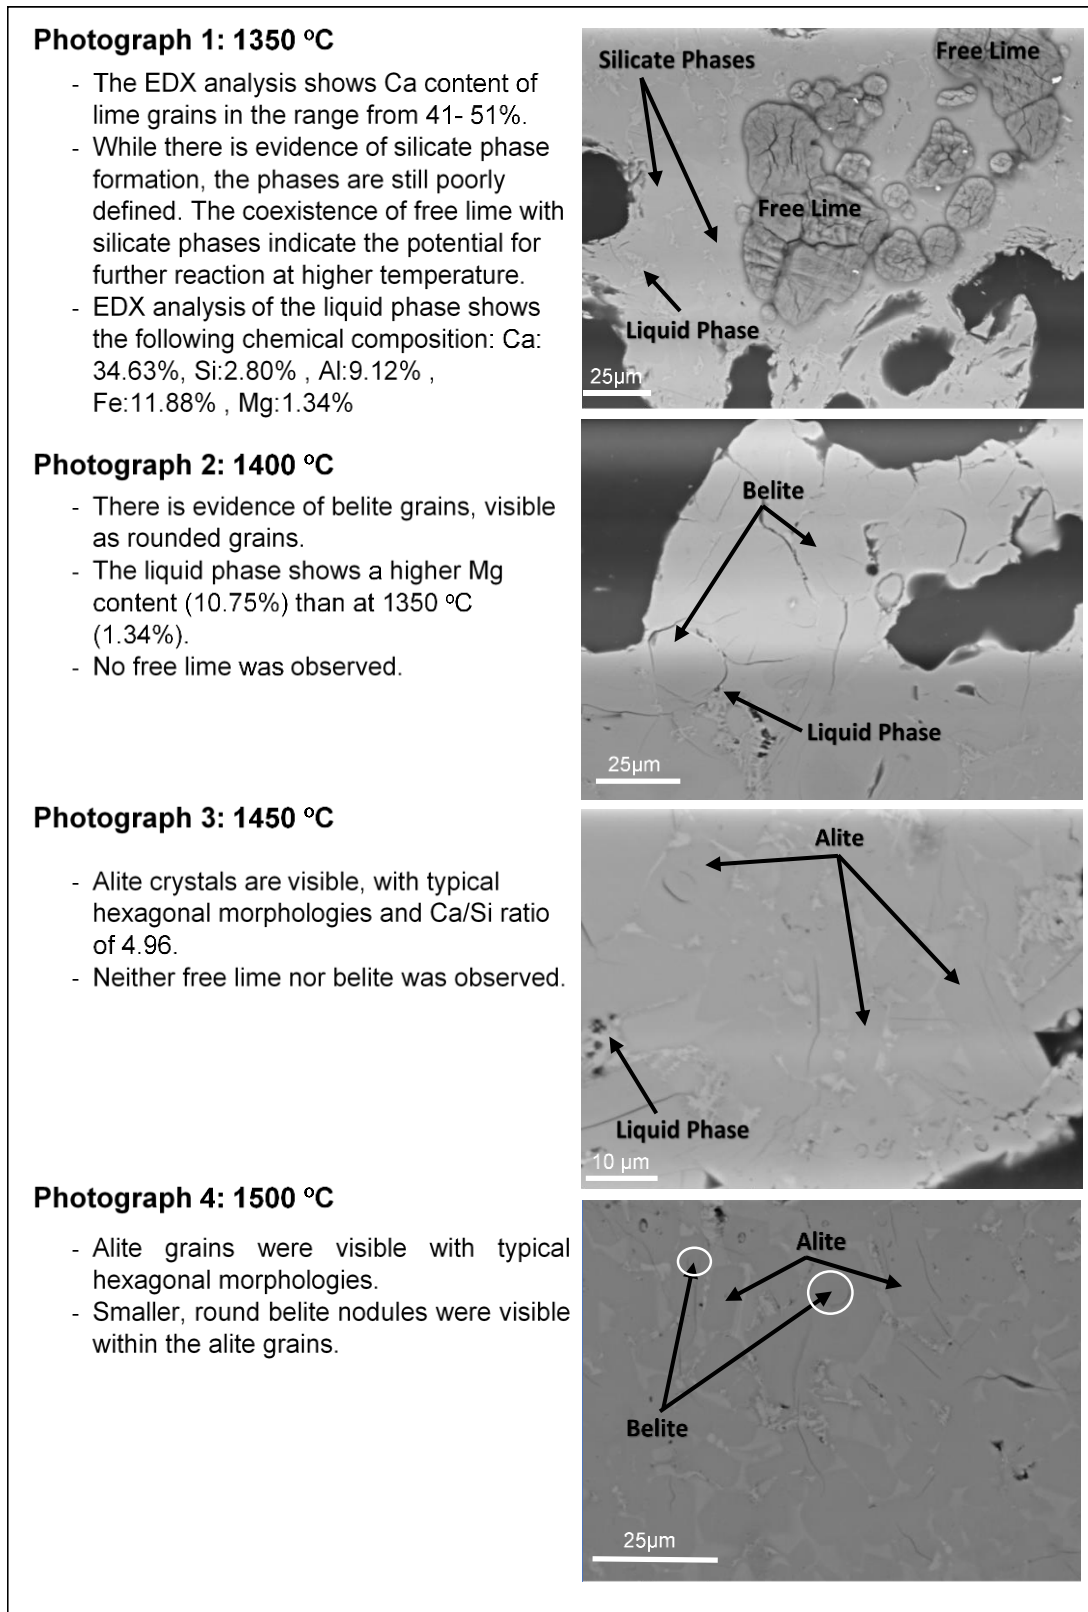 Photograph 1: 1350 ºC
- The EDX analysis shows Ca content of
lime grains in the range from 41- 51%.
- While there is evidence of silicate phase
formation, the phases are still poorly
defined. The coexistence of free lime with
silicate phases indicate the potential for
further reaction at higher temperature.
- EDX analysis of the liquid phase shows
the following chemical composition: Ca:
34.63%, Si:2.80% , Al:9.12% ,
Fe:11.88% , Mg:1.34%
Silicate Phases
Free Lime
Free Lime
Liquid Phase
25µm
Photograph 2: 1400 ºC
- There is evidence of belite grains, visible
as rounded grains.
- The liquid phase shows a higher Mg
content (10.75%) than at 1350 ºC
(1.34%).
- No free lime was observed.
Belite
Liquid Phase
25µm
Photograph 3: 1450 ºC
- Alite crystals are visible, with typical
hexagonal morphologies and Ca/Si ratio
of 4.96.
- Neither free lime nor belite was observed.
Alite
Liquid Phase
10 µm
Photograph 4: 1500 ºC
- Alite grains were visible with typical
hexagonal morphologies.
- Smaller, round belite nodules were visible
within the alite grains.
Alite
Belite
25µm